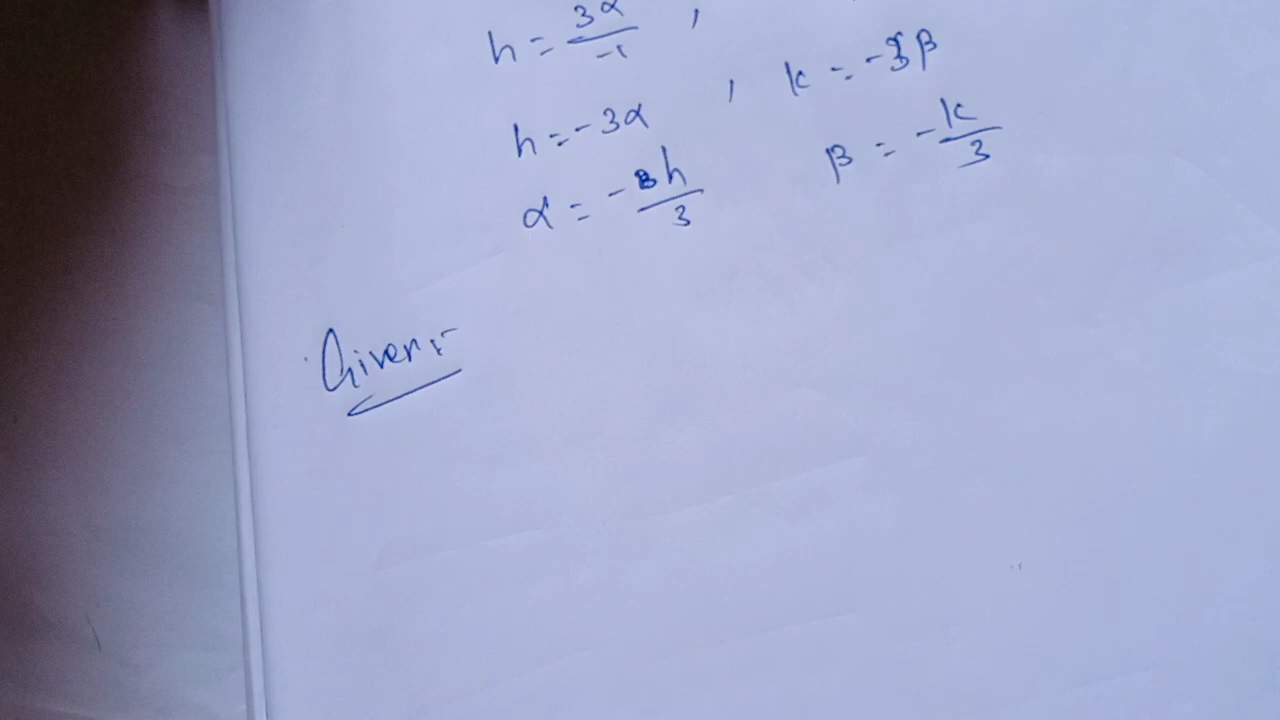 h = 3α/-1 ,
h = -3α , k = -3β
α = -h/3 β = -k/3
Given:-